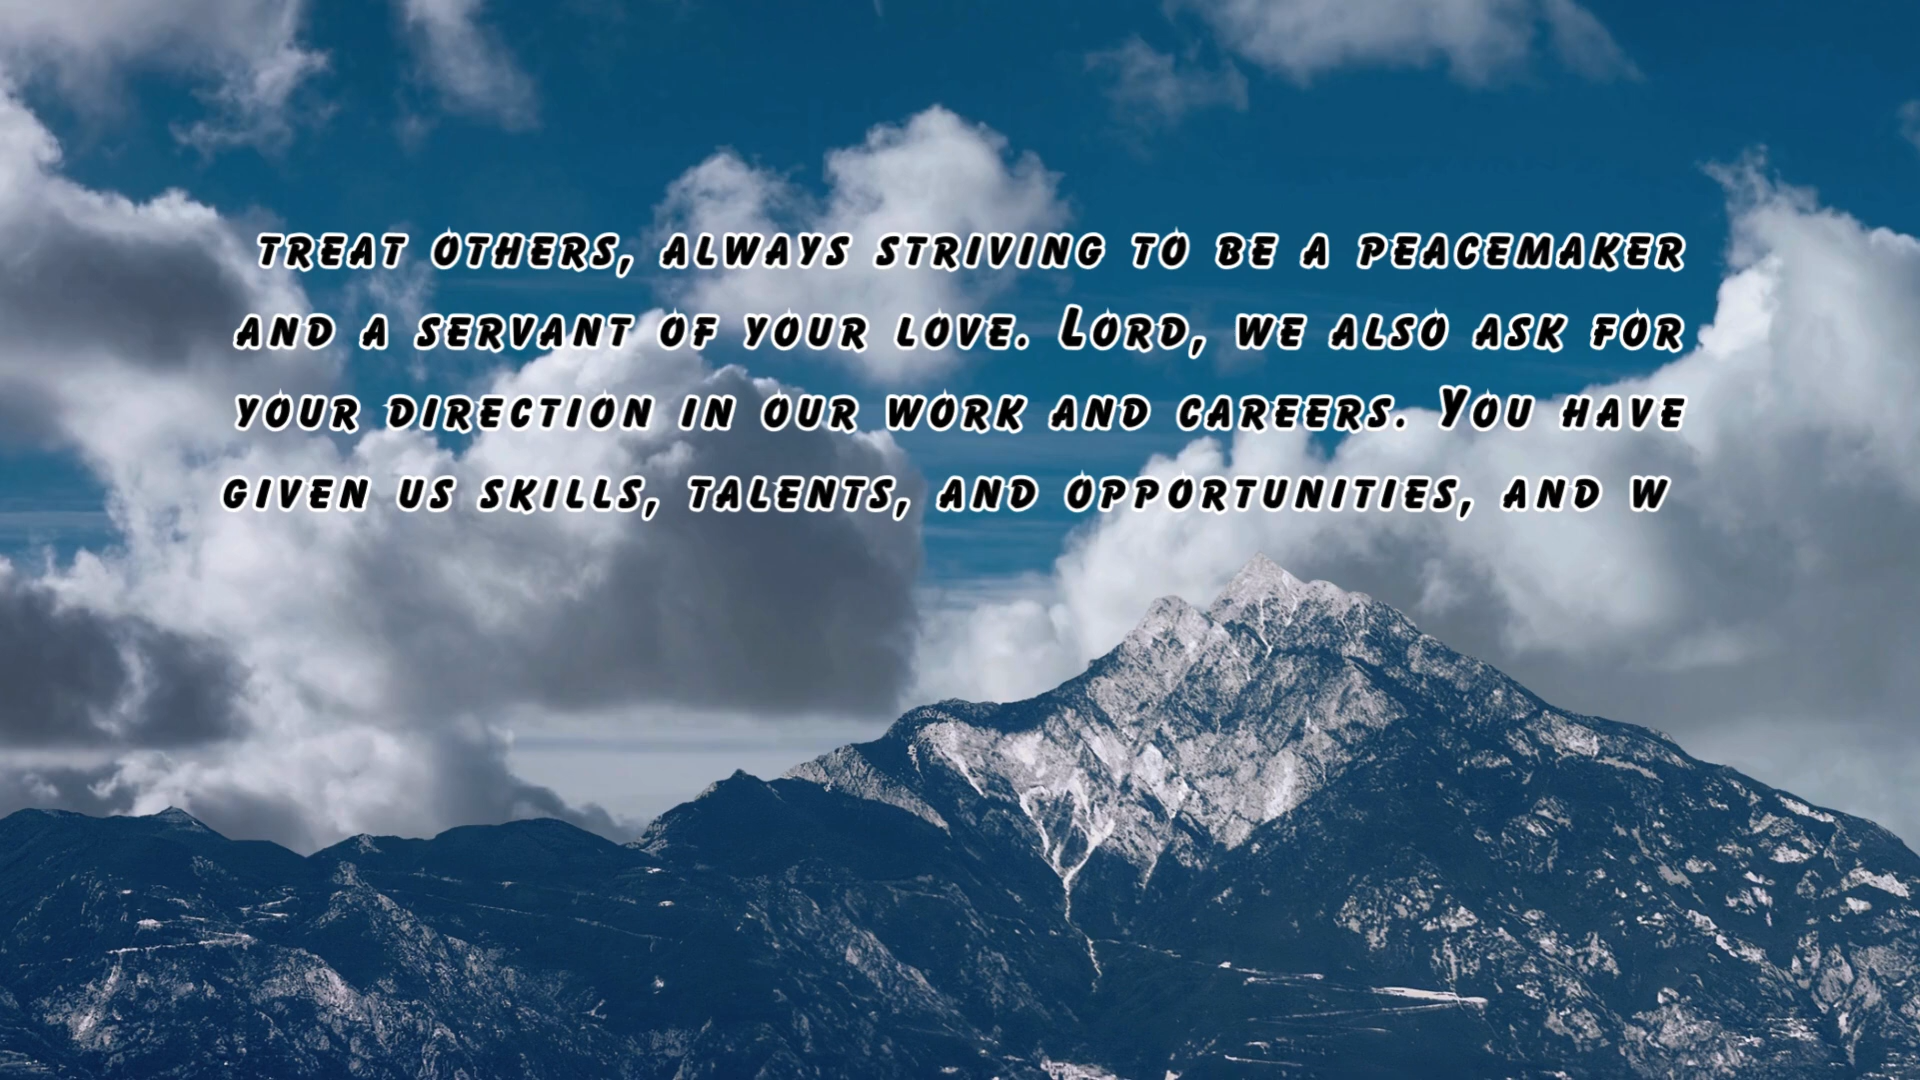 treat others, always striving to be a peacemaker
and a servant of your love. Lord, we also ask for
your direction in our work and careers. You have
given us skills, talents, and opportunities, and w